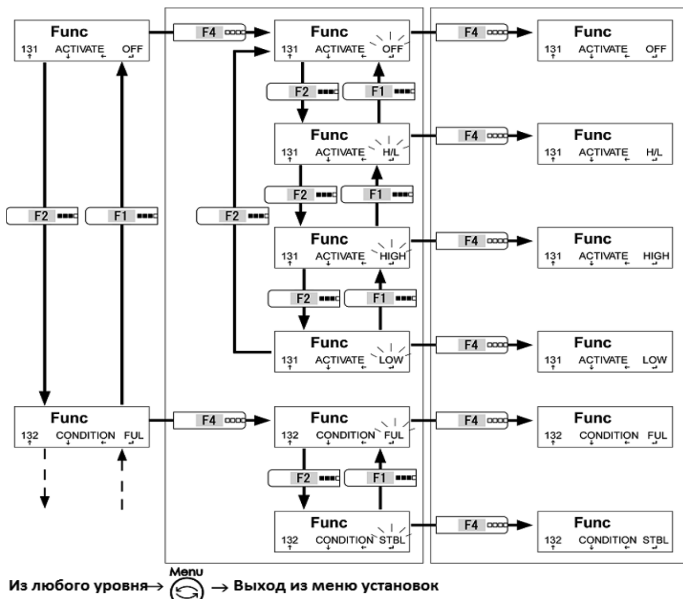 Func Func Func
131 ACTIVATE OFF F4 131 ACTIVATE OFF F4 131 ACTIVATE OFF
F2 F1
Func Func
131 ACTIVATE H/L F4 131 ACTIVATE H/L
F2 F1
F2 F1 F2
Func Func
131 ACTIVATE HIGH F4 131 ACTIVATE HIGH
F2 F1
Func Func
131 ACTIVATE LOW F4 131 ACTIVATE LOW
Func Func Func
132 CONDITION FUL F4 132 CONDITION FUL F4 132 CONDITION FUL
F2 F1
Func Func
132 CONDITION STBL F4 132 CONDITION STBL
Menu
Из любого уровня→ → Выход из меню установок